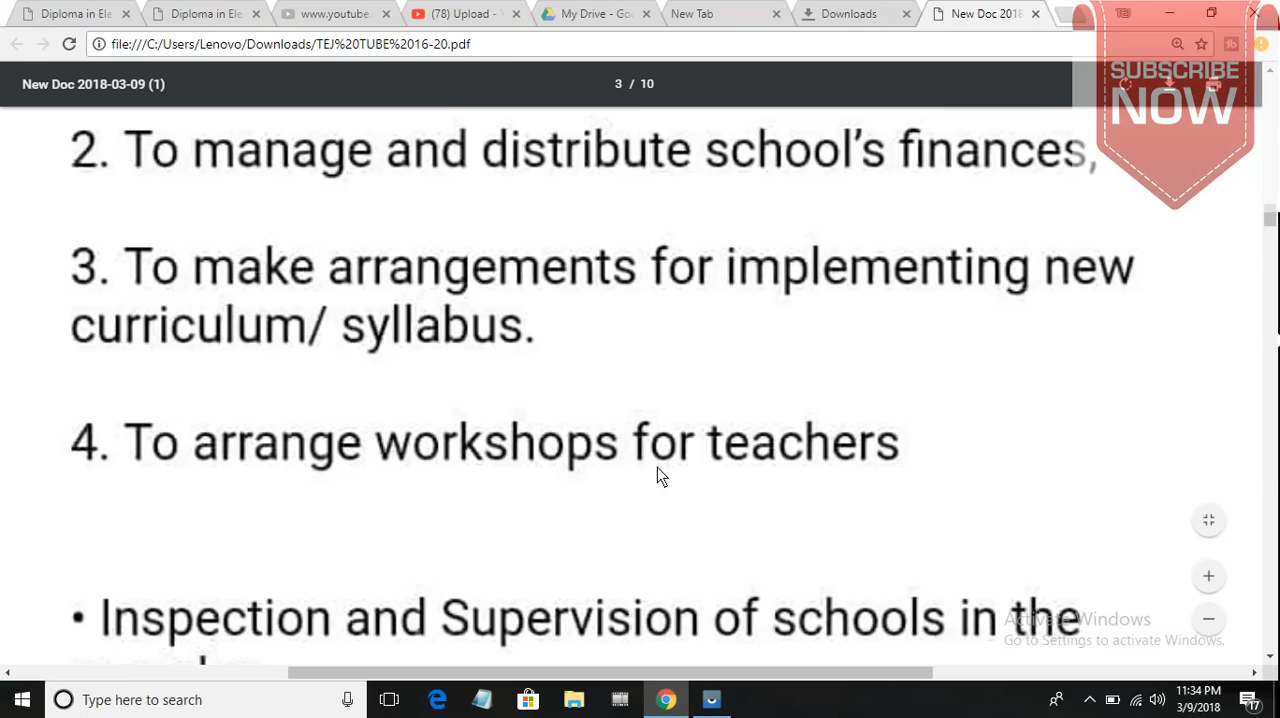 Diploma in Ele
Diploma in Ele
www.youtube.
(78) Upload - Y
My Drive - Goo
New Tab
Downloads
New Doc 2018-
TEJ
file:///C:/Users/Lenovo/Downloads/TEJ%20TUBE%2016-20.pdf
New Doc 2018-03-09 (1)
3 / 10
SUBSCRIBE
NOW
2. To manage and distribute school's finances,
3. To make arrangements for implementing new
curriculum/ syllabus.
4. To arrange workshops for teachers
• Inspection and Supervision of schools in the
Activate Windows
Go to Settings to activate Windows.
Type here to search
11:34 PM
3/9/2018
17